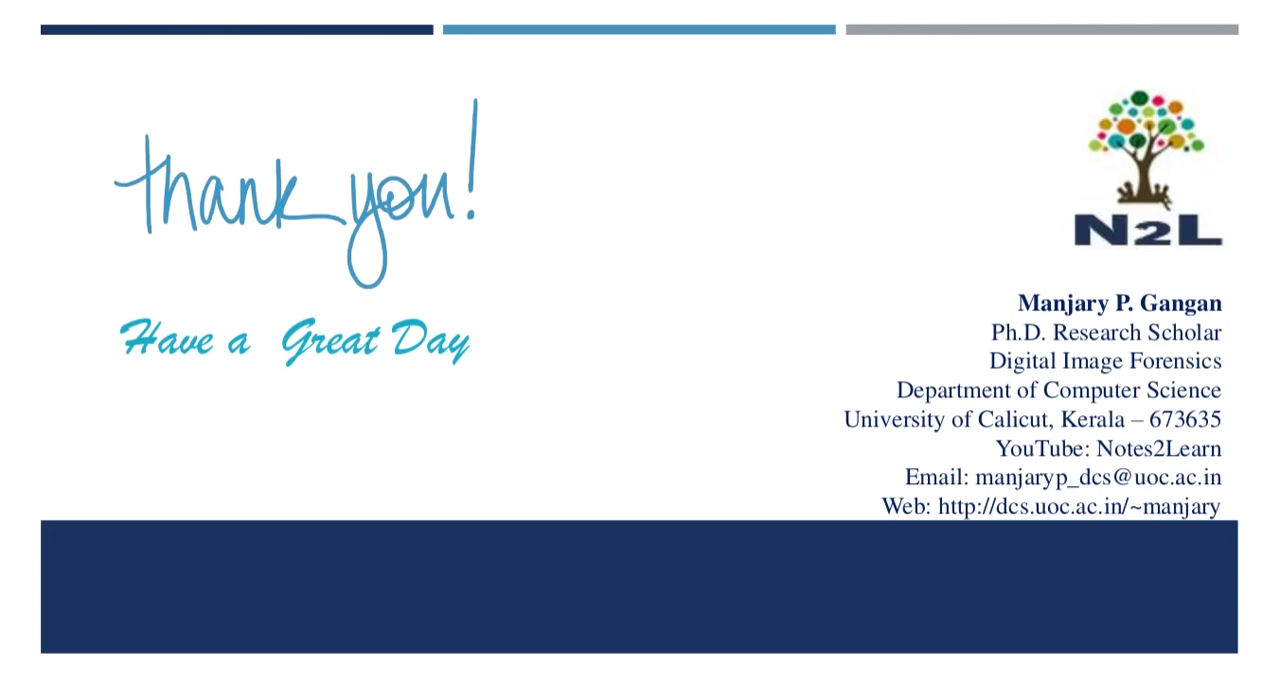 thank you!
Have a Great Day
N2L
Manjary P. Gangan
Ph.D. Research Scholar
Digital Image Forensics
Department of Computer Science
University of Calicut, Kerala – 673635
YouTube: Notes2Learn
Email: manjaryp_dcs@uoc.ac.in
Web: http://dcs.uoc.ac.in/~manjary